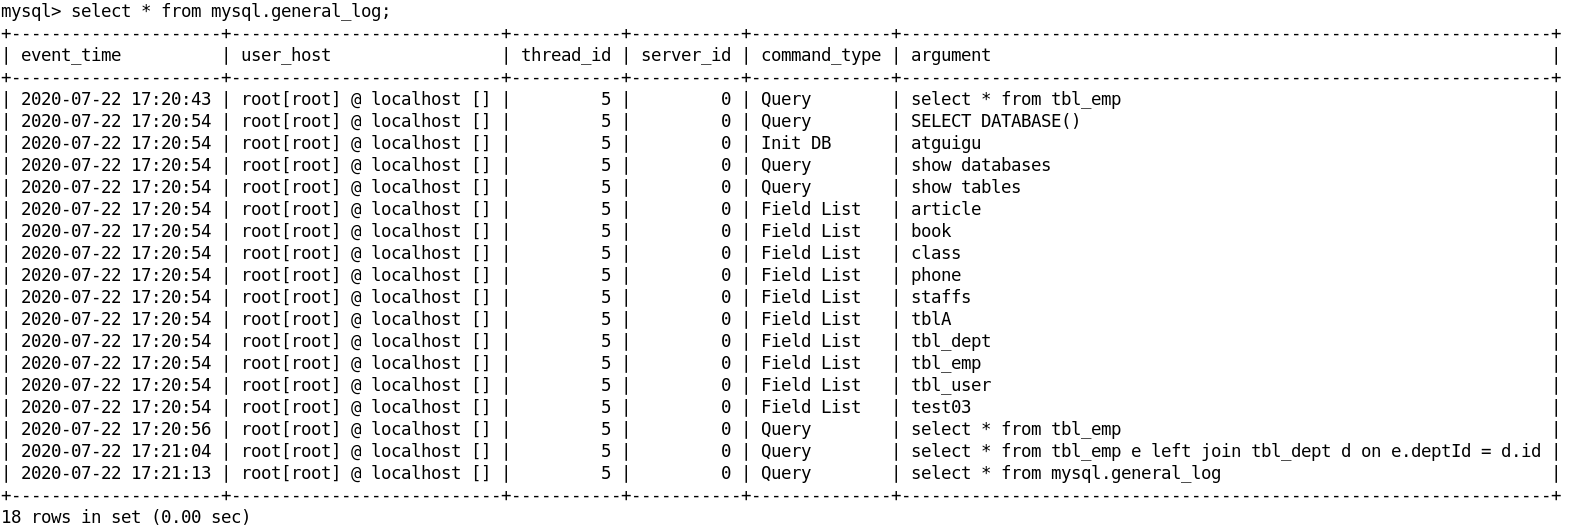 mysql> select * from mysql.general_log;
+---------------------+---------------------------+-----------+-----------+--------------+-----------------------------------------------------------------+
| event_time          | user_host                 | thread_id | server_id | command_type | argument                                                        |
+---------------------+---------------------------+-----------+-----------+--------------+-----------------------------------------------------------------+
| 2020-07-22 17:20:43 | root[root] @ localhost [] |         5 |         0 | Query        | select * from tbl_emp                                           |
| 2020-07-22 17:20:54 | root[root] @ localhost [] |         5 |         0 | Query        | SELECT DATABASE()                                               |
| 2020-07-22 17:20:54 | root[root] @ localhost [] |         5 |         0 | Init DB      | atguigu                                                         |
| 2020-07-22 17:20:54 | root[root] @ localhost [] |         5 |         0 | Query        | show databases                                                  |
| 2020-07-22 17:20:54 | root[root] @ localhost [] |         5 |         0 | Query        | show tables                                                     |
| 2020-07-22 17:20:54 | root[root] @ localhost [] |         5 |         0 | Field List   | article                                                         |
| 2020-07-22 17:20:54 | root[root] @ localhost [] |         5 |         0 | Field List   | book                                                            |
| 2020-07-22 17:20:54 | root[root] @ localhost [] |         5 |         0 | Field List   | class                                                           |
| 2020-07-22 17:20:54 | root[root] @ localhost [] |         5 |         0 | Field List   | phone                                                           |
| 2020-07-22 17:20:54 | root[root] @ localhost [] |         5 |         0 | Field List   | staffs                                                          |
| 2020-07-22 17:20:54 | root[root] @ localhost [] |         5 |         0 | Field List   | tblA                                                            |
| 2020-07-22 17:20:54 | root[root] @ localhost [] |         5 |         0 | Field List   | tbl_dept                                                        |
| 2020-07-22 17:20:54 | root[root] @ localhost [] |         5 |         0 | Field List   | tbl_emp                                                         |
| 2020-07-22 17:20:54 | root[root] @ localhost [] |         5 |         0 | Field List   | tbl_user                                                        |
| 2020-07-22 17:20:54 | root[root] @ localhost [] |         5 |         0 | Field List   | test03                                                          |
| 2020-07-22 17:20:56 | root[root] @ localhost [] |         5 |         0 | Query        | select * from tbl_emp                                           |
| 2020-07-22 17:21:04 | root[root] @ localhost [] |         5 |         0 | Query        | select * from tbl_emp e left join tbl_dept d on e.deptId = d.id |
| 2020-07-22 17:21:13 | root[root] @ localhost [] |         5 |         0 | Query        | select * from mysql.general_log                                 |
+---------------------+---------------------------+-----------+-----------+--------------+-----------------------------------------------------------------+
18 rows in set (0.00 sec)